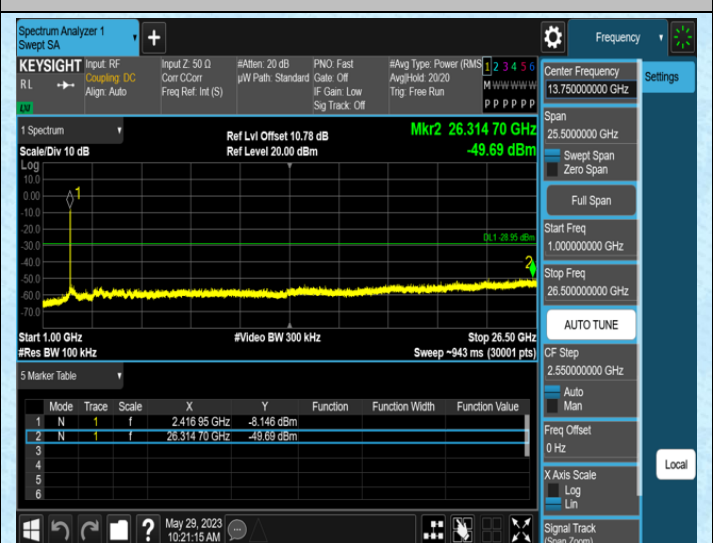 Spectrum Analyzer 1
Swept SA
+
Frequency
KEYSIGHT
RL
Input: RF
Coupling: DC
Align: Auto
Input Z: 50 Ω
Corr CCorr
Freq Ref: Int (S)
#Atten: 20 dB
µW Path: Standard
PNO: Fast
Gate: Off
IF Gain: Low
Sig Track: Off
#Avg Type: Power (RMS
Avg|Hold: 20/20
Trig: Free Run
1 2 3 4 5 6
M W W W W W
P P P P P P
LXI
1 Spectrum
Scale/Div 10 dB
Ref Lvl Offset 10.78 dB
Ref Level 20.00 dBm
Mkr2 26.314 70 GHz
-49.69 dBm
Log
10.0
0.00
-10.0
-20.0
-30.0
-40.0
-50.0
-60.0
-70.0
1
DL1 -28.95 dBm
2
Start 1.00 GHz
#Video BW 300 kHz
Stop 26.50 GHz
#Res BW 100 kHz
Sweep ~943 ms (30001 pts)
5 Marker Table
Mode Trace Scale X Y Function Function Width Function Value
1 N 1 f 2.416 95 GHz -8.146 dBm
2 N 1 f 26.314 70 GHz -49.69 dBm
3
4
5
6
May 29, 2023
10:21:15 AM
?
Center Frequency
13.750000000 GHz
Settings
Span
25.5000000 GHz
Swept Span
Zero Span
Full Span
Start Freq
1.000000000 GHz
Stop Freq
26.500000000 GHz
AUTO TUNE
CF Step
2.550000000 GHz
Auto
Man
Freq Offset
0 Hz
X Axis Scale
Log
Lin
Local
Signal Track
(Span Zoom)